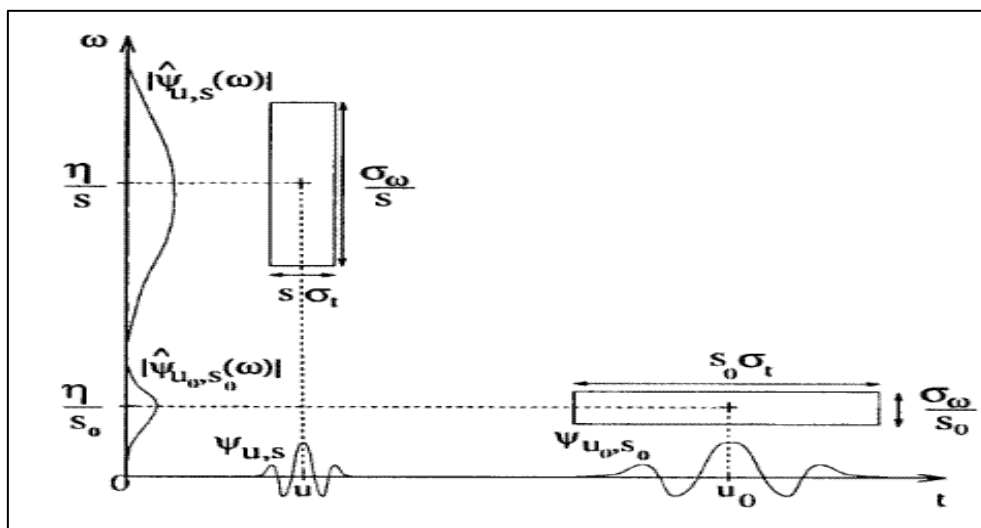 ω
|ψ̂u,s(ω)|
η/s
σω/s
s σt
|ψ̂u₀,s₀(ω)|
s₀σt
η/s₀
σω/s₀
ψu,s
ψu₀,s₀
0
u
u₀
t